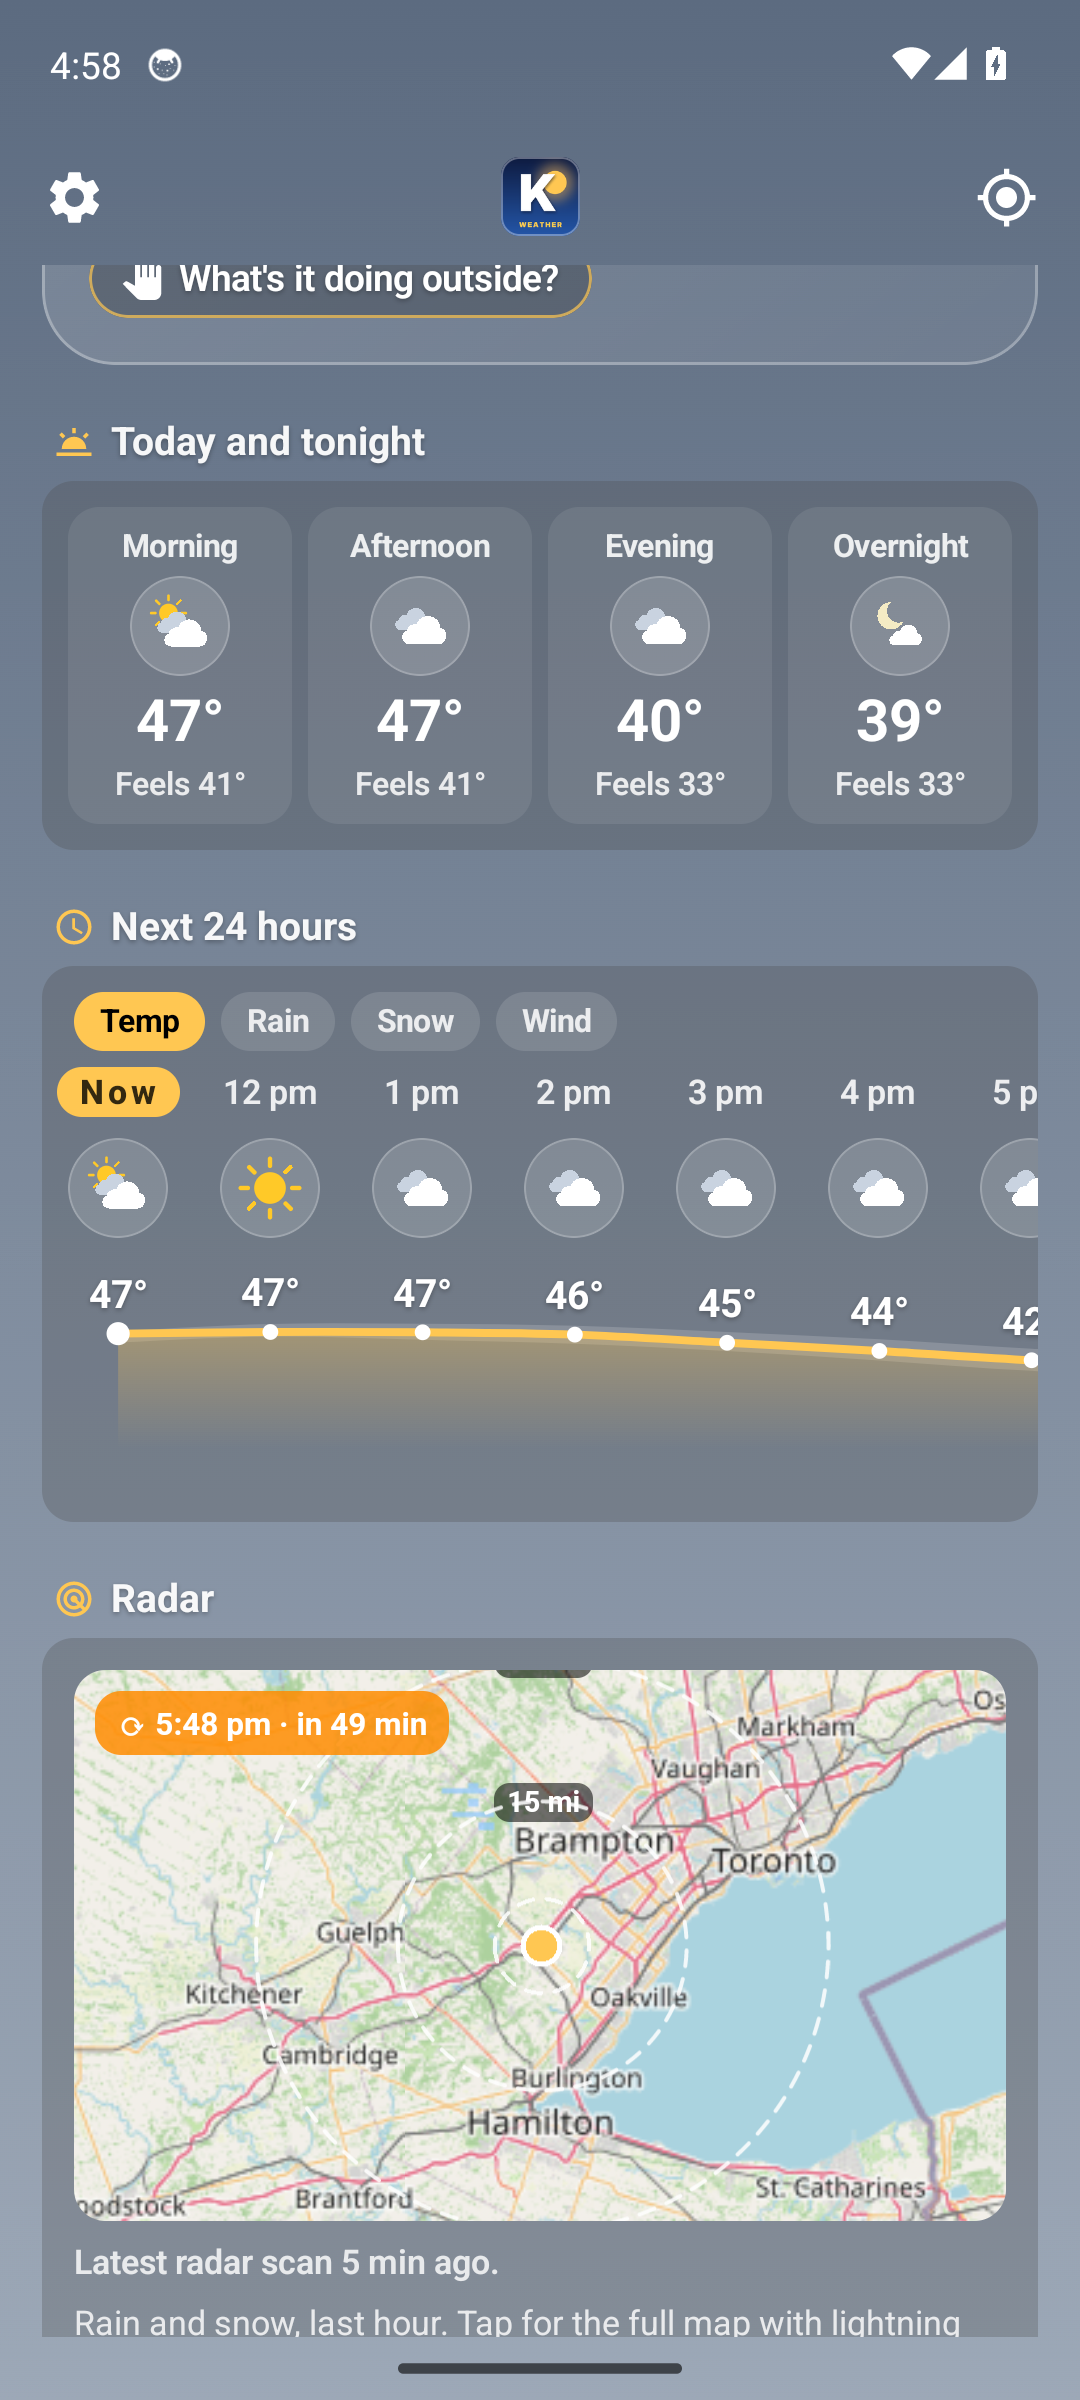 4:58
K
WEATHER
What's it doing outside?
Today and tonight
Morning Afternoon Evening Overnight
47° 47° 40° 39°
Feels 41° Feels 41° Feels 33° Feels 33°
Next 24 hours
Temp Rain Snow Wind
Now 12 pm 1 pm 2 pm 3 pm 4 pm 5 p
47° 47° 47° 46° 45° 44° 42
Radar
5:48 pm · in 49 min
Os
Markham
Vaughan
15 mi
Brampton
Toronto
Guelph
Kitchener
Oakville
Cambridge
Burlington
Hamilton
St. Catharines
Brantford
oodstock
Latest radar scan 5 min ago.
Rain and snow, last hour. Tap for the full map with lightning